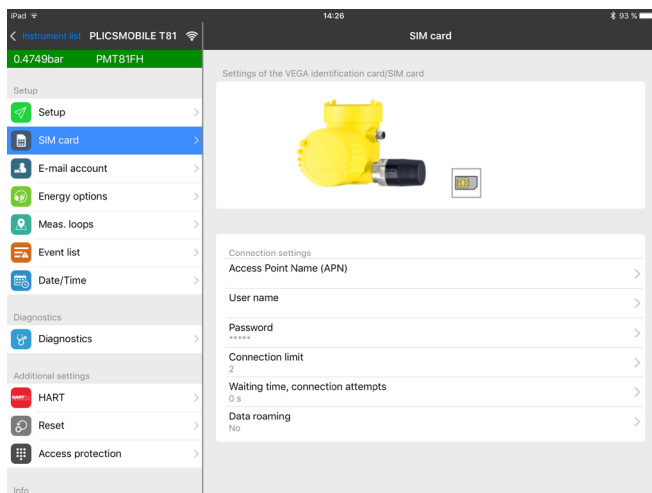 iPad
14:26
93 %
Instrument list
PLICSMOBILE T81
SIM card
0.4749bar
PMT81FH
Setup
Setup
SIM card
E-mail account
Energy options
Meas. loops
Event list
Date/Time
Diagnostics
Diagnostics
Additional settings
HART
HART
Reset
Access protection
Info
Settings of the VEGA identification card/SIM card
Connection settings
Access Point Name (APN)
User name
Password
*****
Connection limit
2
Waiting time, connection attempts
0 s
Data roaming
No